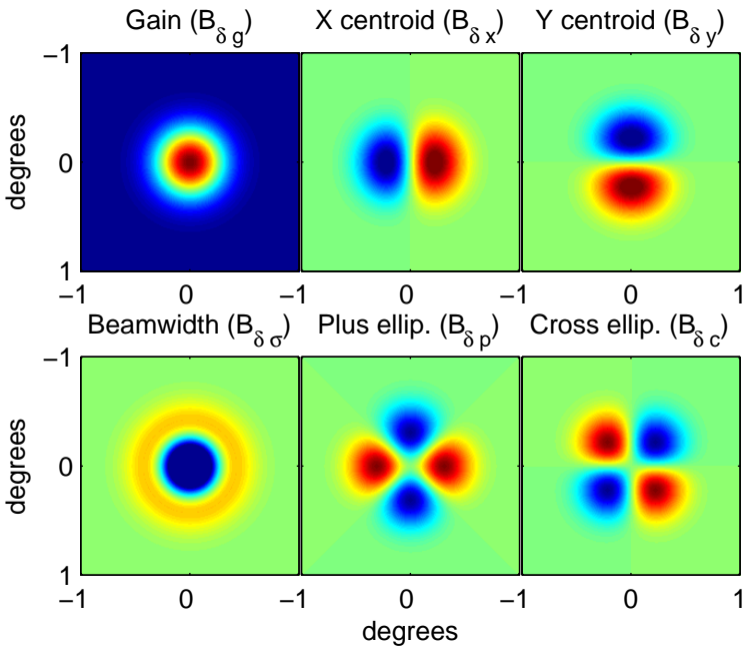 Gain (B_δ g) X centroid (B_δ x) Y centroid (B_δ y)
−1
degrees
0
1
−1 0 −1 0 −1 0 1
Beamwidth (B_δ σ) Plus ellip. (B_δ p) Cross ellip. (B_δ c)
−1
degrees
0
1
−1 0 −1 0 −1 0 1
degrees